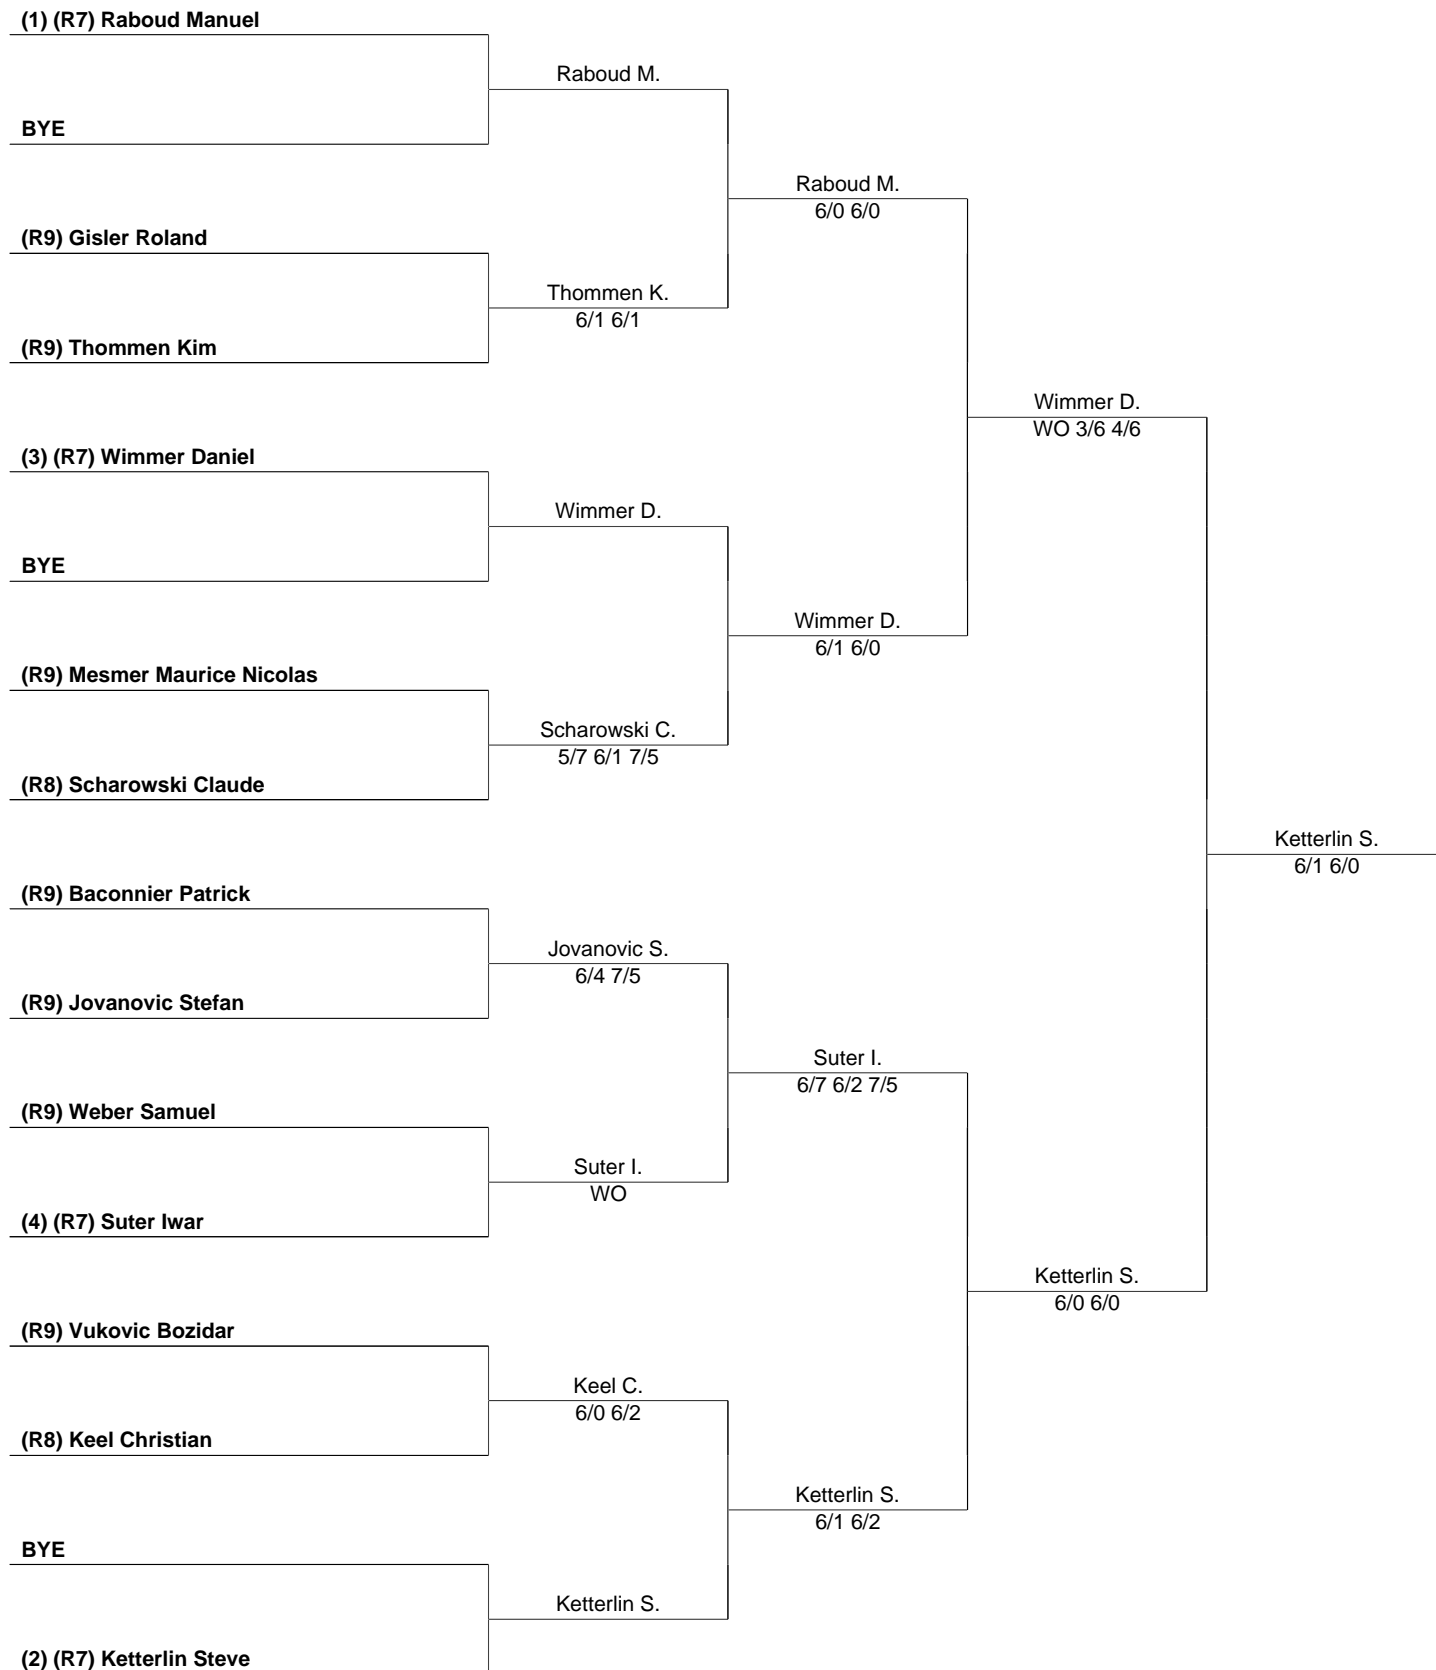 (1) (R7) Raboud Manuel
Raboud M.
BYE
Raboud M.
6/0 6/0
(R9) Gisler Roland
Thommen K.
6/1 6/1
(R9) Thommen Kim
Wimmer D.
WO 3/6 4/6
(3) (R7) Wimmer Daniel
Wimmer D.
BYE
Wimmer D.
6/1 6/0
(R9) Mesmer Maurice Nicolas
Scharowski C.
5/7 6/1 7/5
(R8) Scharowski Claude
Ketterlin S.
6/1 6/0
(R9) Baconnier Patrick
Jovanovic S.
6/4 7/5
(R9) Jovanovic Stefan
Suter I.
6/7 6/2 7/5
(R9) Weber Samuel
Suter I.
WO
(4) (R7) Suter Iwar
Ketterlin S.
6/0 6/0
(R9) Vukovic Bozidar
Keel C.
6/0 6/2
(R8) Keel Christian
Ketterlin S.
6/1 6/2
BYE
Ketterlin S.
(2) (R7) Ketterlin Steve